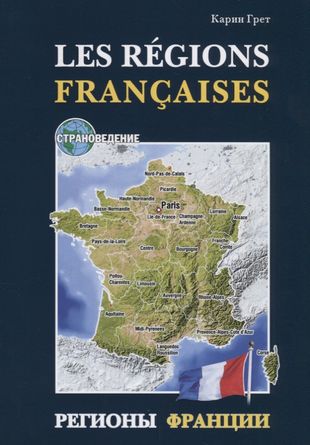 Карин Грет
LES RÉGIONS
FRANÇAISES
СТРАНОВЕДЕНИЕ
Nord-Pas-de-Calais
Picardie
Haute-Normandie
Basse-Normandie
Paris
Ile-de-France
Champagne
Ardenne
Lorraine
Alsace
Bretagne
Pays-de-la-Loire
Centre
Bourgogne
Franche
Comté
Poitou
Charentes
Limousin
Auvergne
Rhone-Alpes
Aquitaine
Midi-Pyrénées
Provence-Alpes-Côte d'Azur
Languedoc
Roussillon
Corse
РЕГИОНЫ ФРАНЦИИ